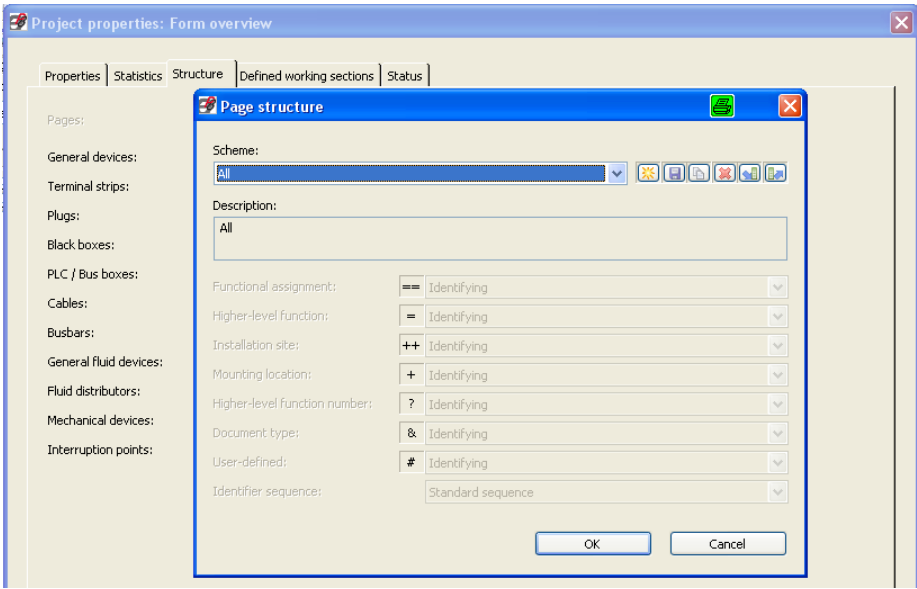 Project properties: Form overview
Properties Statistics Structure Defined working sections Status
Page structure
Pages:
General devices:
Terminal strips:
Plugs:
Black boxes:
PLC / Bus boxes:
Cables:
Busbars:
General fluid devices:
Fluid distributors:
Mechanical devices:
Interruption points:
Scheme:
All
Description:
All
Functional assignment: == Identifying
Higher-level function: = Identifying
Installation site: ++ Identifying
Mounting location: + Identifying
Higher-level function number: ? Identifying
Document type: & Identifying
User-defined: # Identifying
Identifier sequence: Standard sequence
OK Cancel